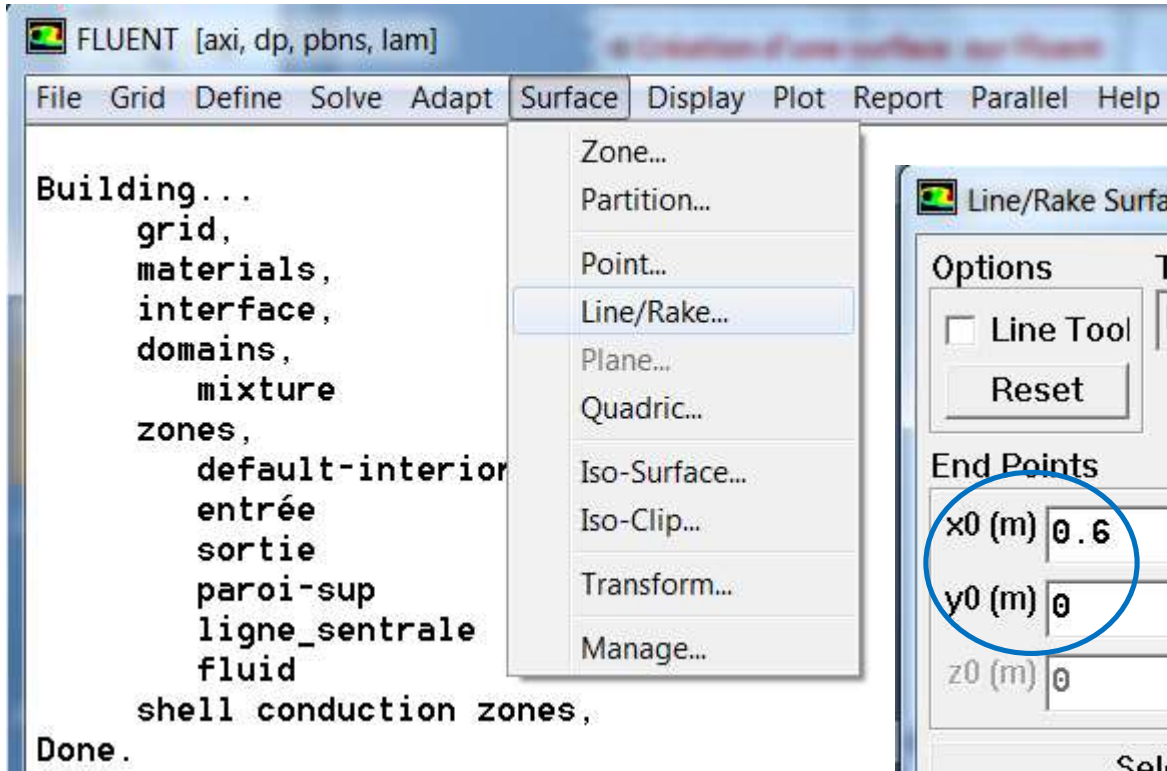 FLUENT [axi, dp, pbns, lam]
File Grid Define Solve Adapt Surface Display Plot Report Parallel Help
Building...
grid,
materials,
interface,
domains,
mixture
zones,
default-interior
entrée
sortie
paroi-sup
ligne_sentrale
fluid
shell conduction zones,
Done.
Zone...
Partition...
Point...
Line/Rake...
Plane...
Quadric...
Iso-Surface...
Iso-Clip...
Transform...
Manage...
Line/Rake Surfa
Options T
Line Tool
Reset
End Points
x0 (m) 0.6
y0 (m) 0
z0 (m) 0
Sel